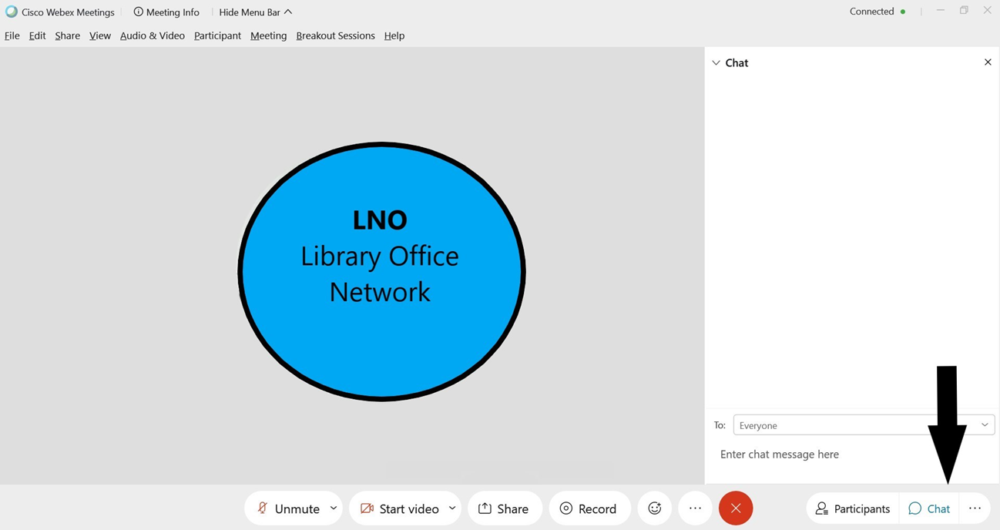 Cisco Webex Meetings Meeting Info Hide Menu Bar Connected
File Edit Share View Audio & Video Participant Meeting Breakout Sessions Help
Chat
LNO
Library Office
Network
To: Everyone
Enter chat message here
Unmute Start video Share Record Participants Chat